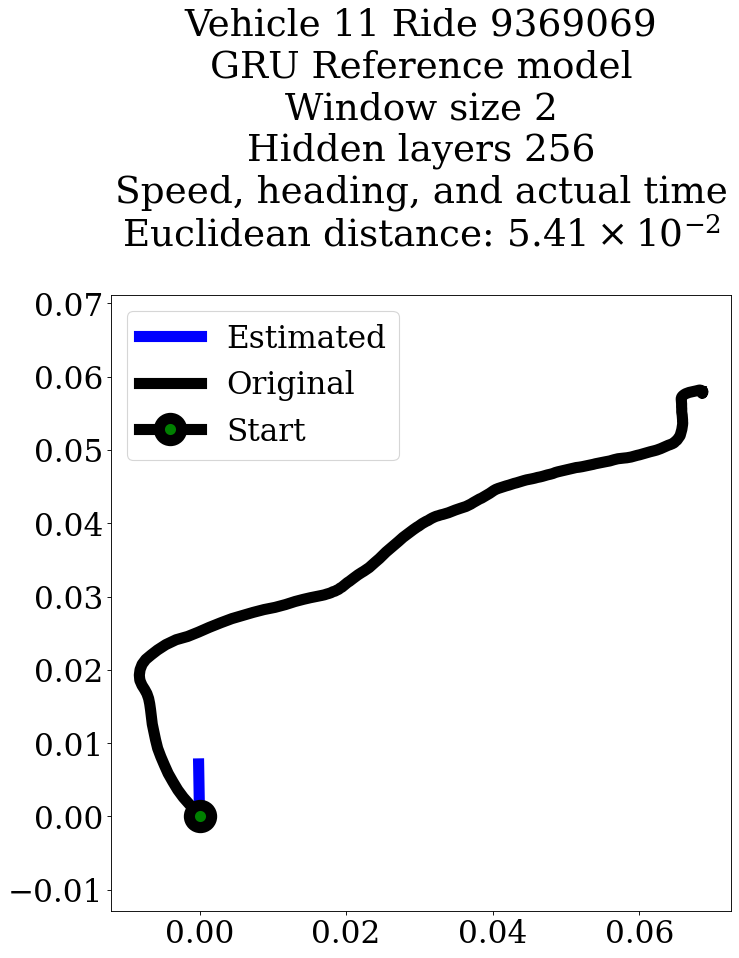 Vehicle 11 Ride 9369069
GRU Reference model
Window size 2
Hidden layers 256
Speed, heading, and actual time
Euclidean distance: 5.41 × 10⁻²
0.07
0.06
0.05
0.04
0.03
0.02
0.01
0.00
−0.01
Estimated
Original
Start
0.00 0.02 0.04 0.06